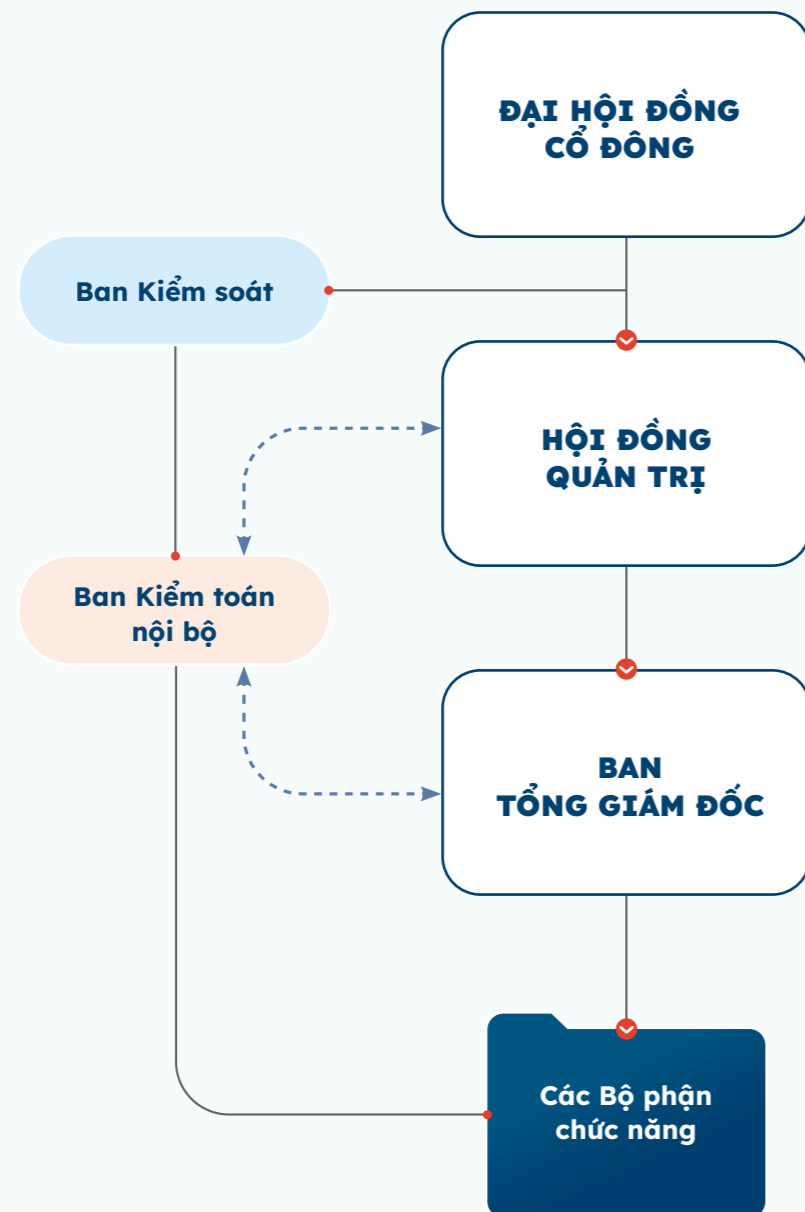 ĐẠI HỘI ĐỒNG
CỔ ĐÔNG
Ban Kiểm soát
HỘI ĐỒNG
QUẢN TRỊ
Ban Kiểm toán
nội bộ
BAN
TỔNG GIÁM ĐỐC
Các Bộ phận
chức năng